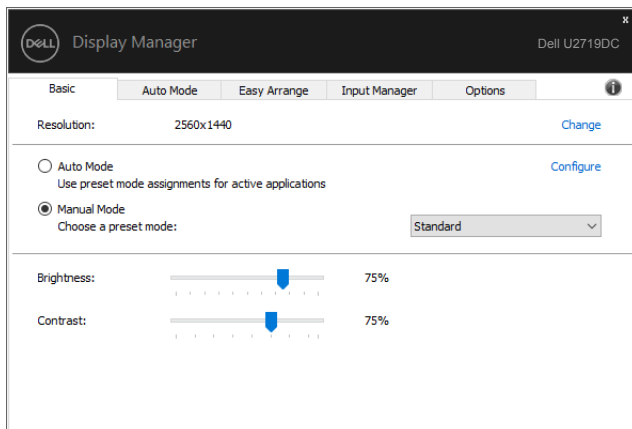 x
DELL Display Manager Dell U2719DC
Basic Auto Mode Easy Arrange Input Manager Options i
Resolution: 2560x1440 Change
Auto Mode Configure
Use preset mode assignments for active applications
Manual Mode
Choose a preset mode: Standard
Brightness: 75%
Contrast: 75%